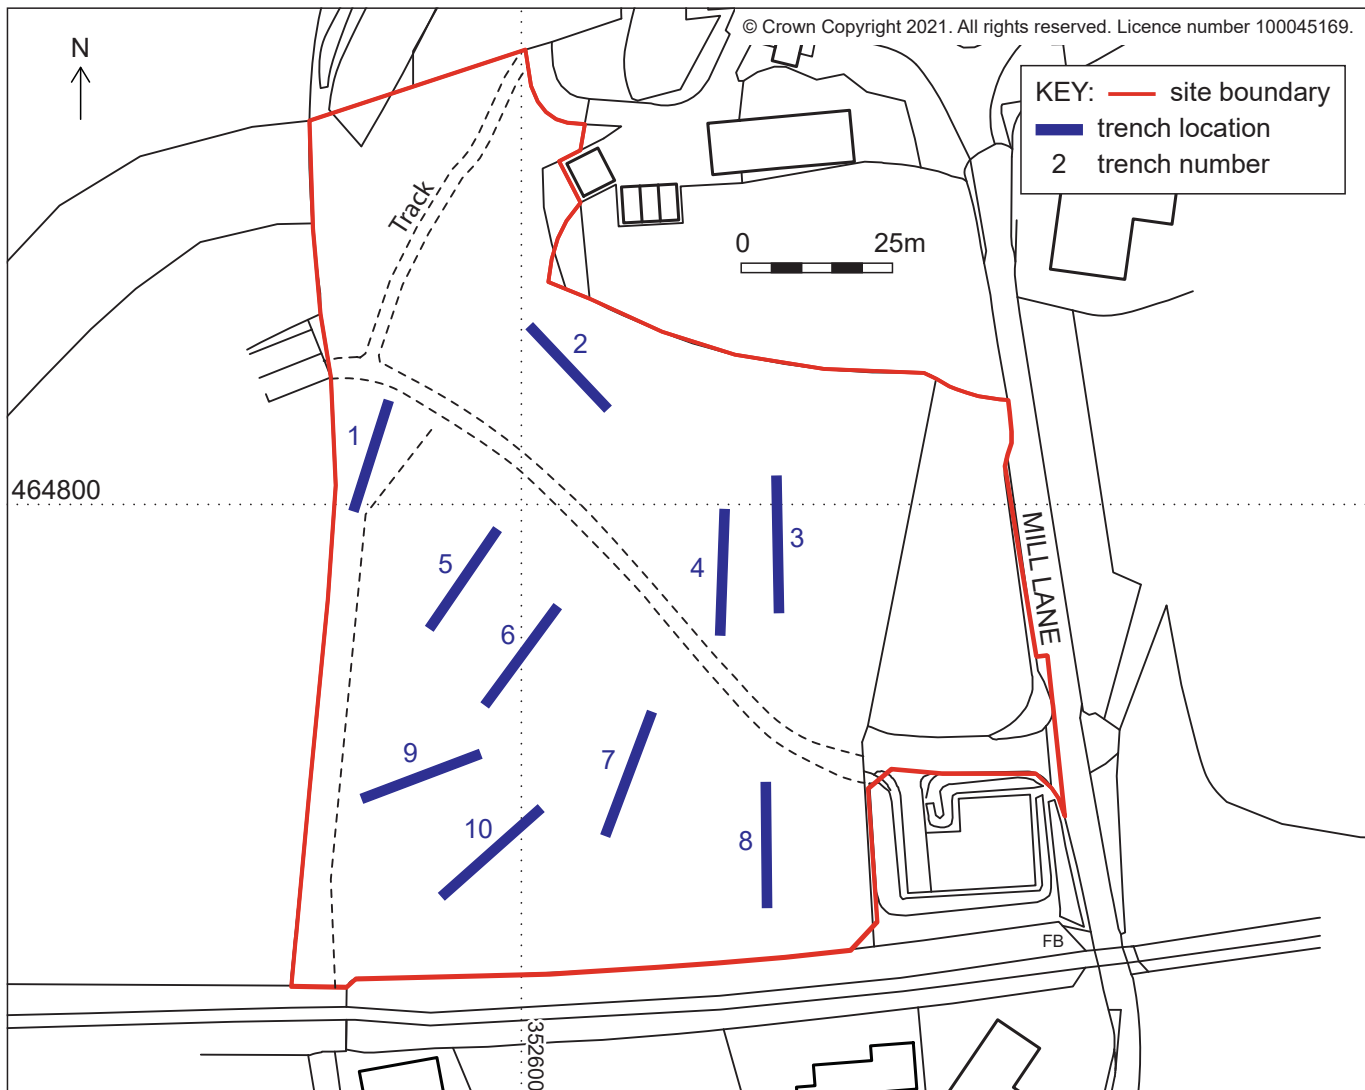 © Crown Copyright 2021. All rights reserved. Licence number 100045169.
N
KEY: site boundary
trench location
2 trench number
Track
0 25m
2
1
464800
3
4
5
6
MILL LANE
9
7
10
8
FB
352600